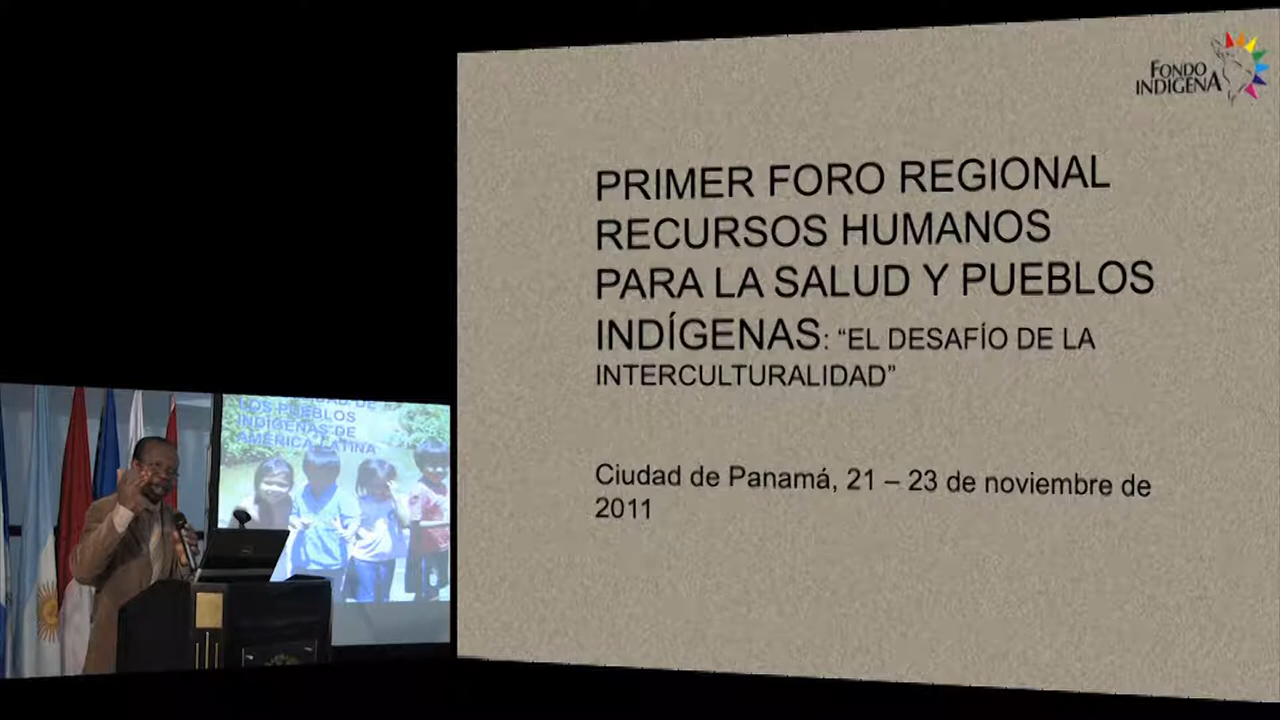 FONDO
INDIGENA
PRIMER FORO REGIONAL
RECURSOS HUMANOS
PARA LA SALUD Y PUEBLOS
INDÍGENAS: “EL DESAFÍO DE LA
INTERCULTURALIDAD”
Ciudad de Panamá, 21 – 23 de noviembre de
2011
LOS PUEBLOS
INDÍGENAS DE
AMÉRICA LATINA